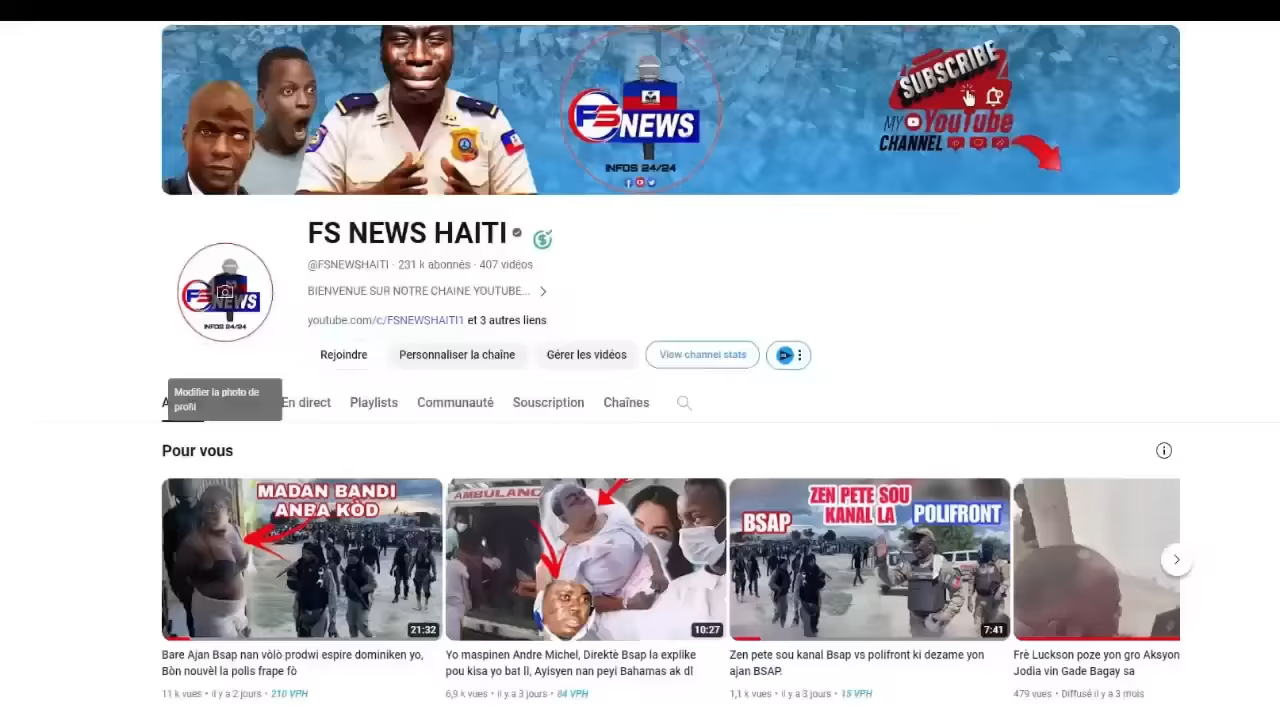 SUBSCRIBE
MY YouTube
CHANNEL
FS NEWS
INFOS 24/24
FS NEWS HAITI
@FSNEWSHAITI · 231 k abonnés · 407 vidéos
BIENVENUE SUR NOTRE CHAINE YOUTUBE...
youtube.com/c/FSNEWSHAITI1 et 3 autres liens
FS NEWS
INFOS 24/24
Rejoindre
Personnaliser la chaîne
Gérer les vidéos
View channel stats
Modifier la photo de
profil
En direct
Playlists
Communauté
Souscription
Chaînes
Pour vous
MADAN BANDI
ANBA KÒD
21:32
AMBULANC
10:27
ZEN PETE SOU
KANAL LA
BSAP
POLIFRONT
7:41
Bare Ajan Bsap nan vòlò prodwi espire dominiken yo,
Bòn nouvèl la polis frape fò
11 k vues • il y a 2 jours • 210 VPH
Yo maspinen Andre Michel, Direktè Bsap la eksplike
pou kisa yo bat li, Ayisyen nan peyi Bahamas ak dl
6,9 k vues • il y a 3 jours • 84 VPH
Zen pete sou kanal Bsap vs polifront ki dezame yon
ajan BSAP.
1,1 k vues • il y a 3 jours • 15 VPH
Frè Luckson poze yon gro Aksyon
Jodia vin Gade Bagay sa
479 vues • Diffusé il y a 3 mois